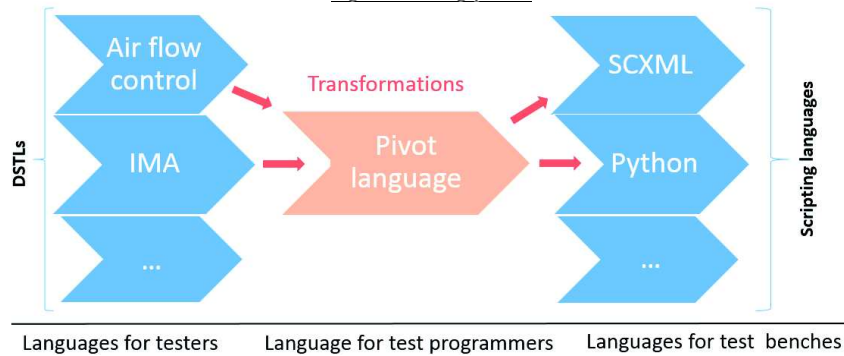 Air flow
control
Transformations
SCXML
DSTLs
IMA
Pivot
language
Python
Scripting languages
...
...
Languages for testers
Language for test programmers
Languages for test benches